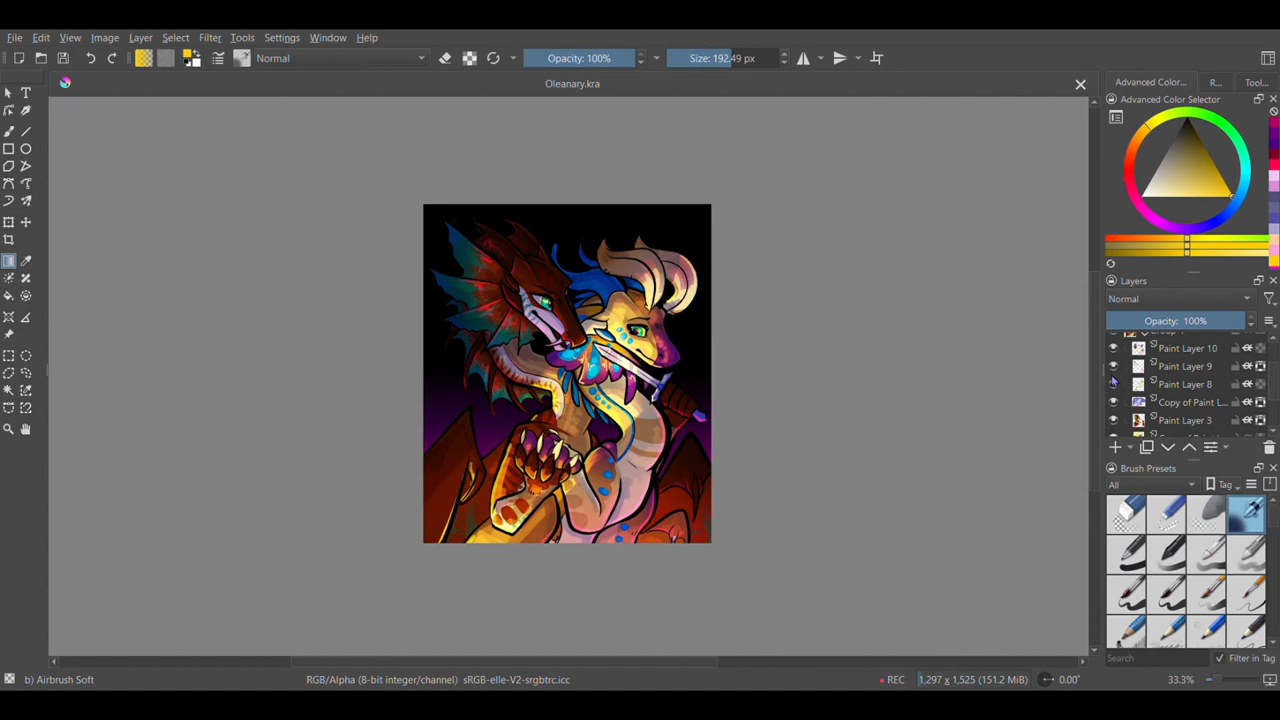 File Edit View Image Layer Select Filter Tools Settings Window Help
Normal Opacity: 100% Size: 192.49 px
Oleanary.kra
Advanced Color... R... Tool...
Advanced Color Selector
Layers
Normal
Opacity: 100%
Paint Layer 10
Paint Layer 9
Paint Layer 8
Copy of Paint L...
Paint Layer 3
Brush Presets
All Tag
Search Filter in Tag
b) Airbrush Soft RGB/Alpha (8-bit integer/channel) sRGB-elle-V2-srgbtrc.icc REC 1,297 x 1,525 (151.2 MiB) 0.00° 33.3%